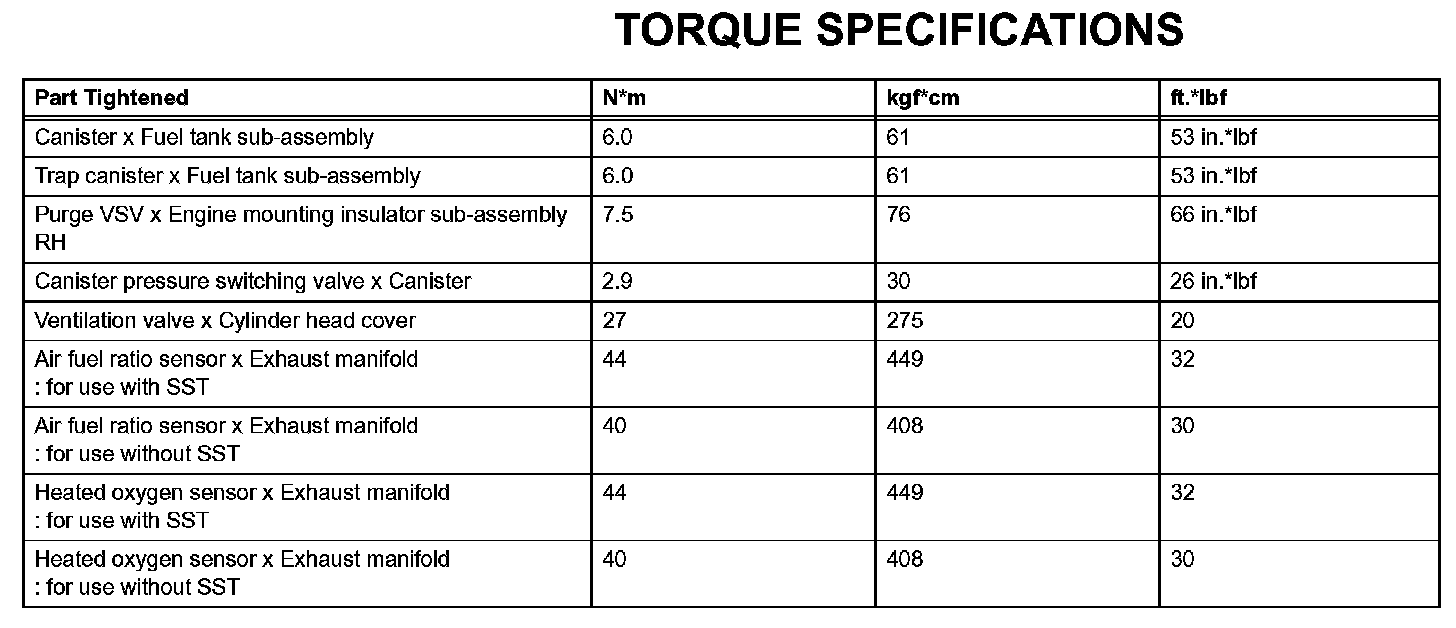 TORQUE SPECIFICATIONS
Part Tightened N*m kgf*cm ft.*lbf
Canister x Fuel tank sub-assembly 6.0 61 53 in.*lbf
Trap canister x Fuel tank sub-assembly 6.0 61 53 in.*lbf
Purge VSV x Engine mounting insulator sub-assembly 7.5 76 66 in.*lbf
RH
Canister pressure switching valve x Canister 2.9 30 26 in.*lbf
Ventilation valve x Cylinder head cover 27 275 20
Air fuel ratio sensor x Exhaust manifold 44 449 32
: for use with SST
Air fuel ratio sensor x Exhaust manifold 40 408 30
: for use without SST
Heated oxygen sensor x Exhaust manifold 44 449 32
: for use with SST
Heated oxygen sensor x Exhaust manifold 40 408 30
: for use without SST